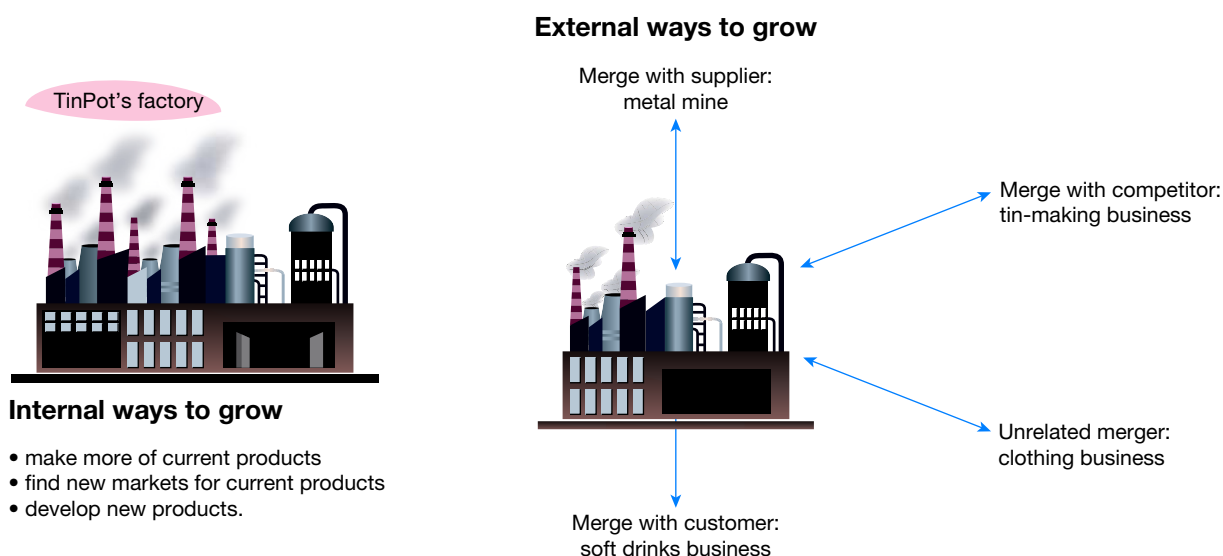 TinPot's factory
Internal ways to grow
• make more of current products
• find new markets for current products
• develop new products.
External ways to grow
Merge with supplier:
metal mine
Merge with competitor:
tin-making business
Unrelated merger:
clothing business
Merge with customer:
soft drinks business